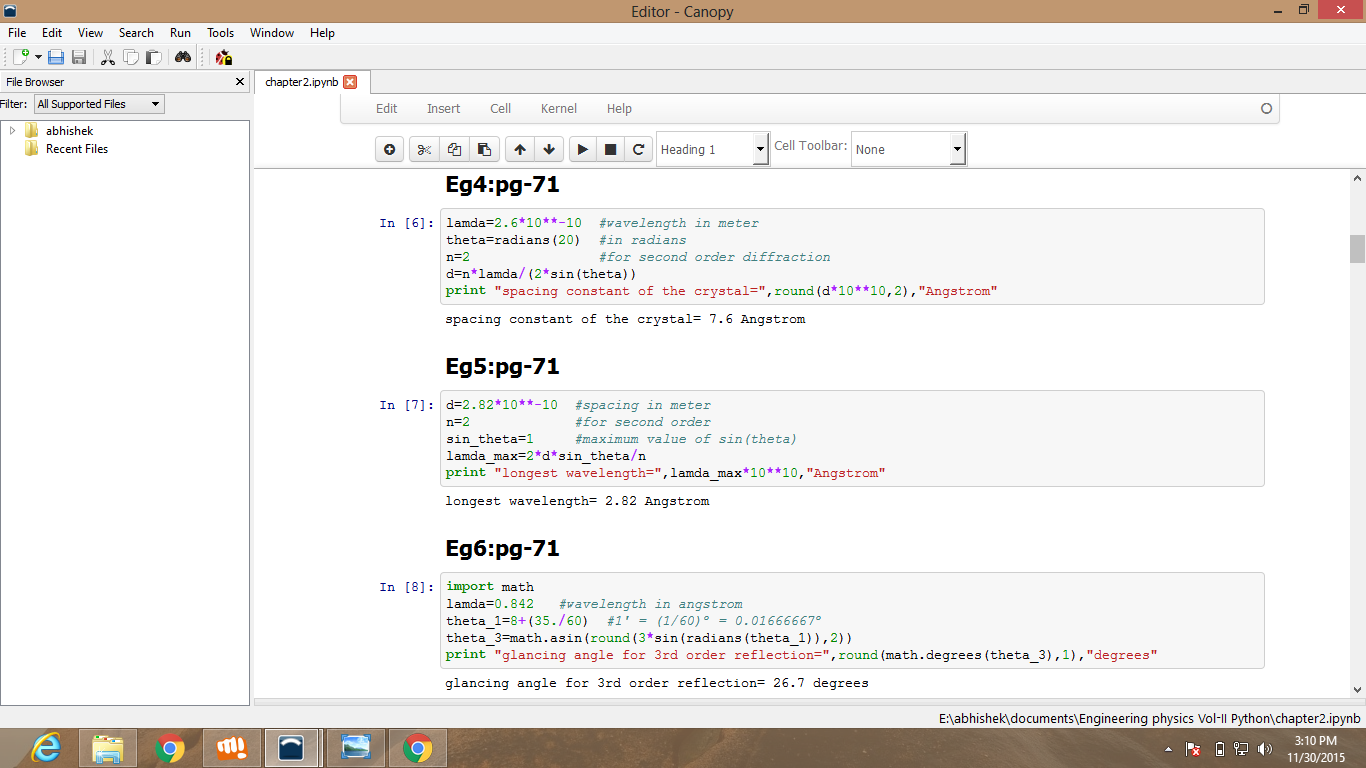 Editor - Canopy
File Edit View Search Run Tools Window Help
File Browser
chapter2.ipynb
Filter: All Supported Files
abhishek
Recent Files
Edit Insert Cell Kernel Help
Heading 1 Cell Toolbar: None
Eg4:pg-71
In [6]: lamda=2.6*10**-10 #wavelength in meter
theta=radians(20) #in radians
n=2 #for second order diffraction
d=n*lamda/(2*sin(theta))
print "spacing constant of the crystal=",round(d*10**10,2),"Angstrom"
spacing constant of the crystal= 7.6 Angstrom
Eg5:pg-71
In [7]: d=2.82*10**-10 #spacing in meter
n=2 #for second order
sin_theta=1 #maximum value of sin(theta)
lamda_max=2*d*sin_theta/n
print "longest wavelength=",lamda_max*10**10,"Angstrom"
longest wavelength= 2.82 Angstrom
Eg6:pg-71
In [8]: import math
lamda=0.842 #wavelength in angstrom
theta_1=8+(35./60) #1' = (1/60)° = 0.01666667°
theta_3=math.asin(round(3*sin(radians(theta_1)),2))
print "glancing angle for 3rd order reflection=",round(math.degrees(theta_3),1),"degrees"
glancing angle for 3rd order reflection= 26.7 degrees
E:\abhishek\documents\Engineering physics Vol-II Python\chapter2.ipynb
3:10 PM
11/30/2015